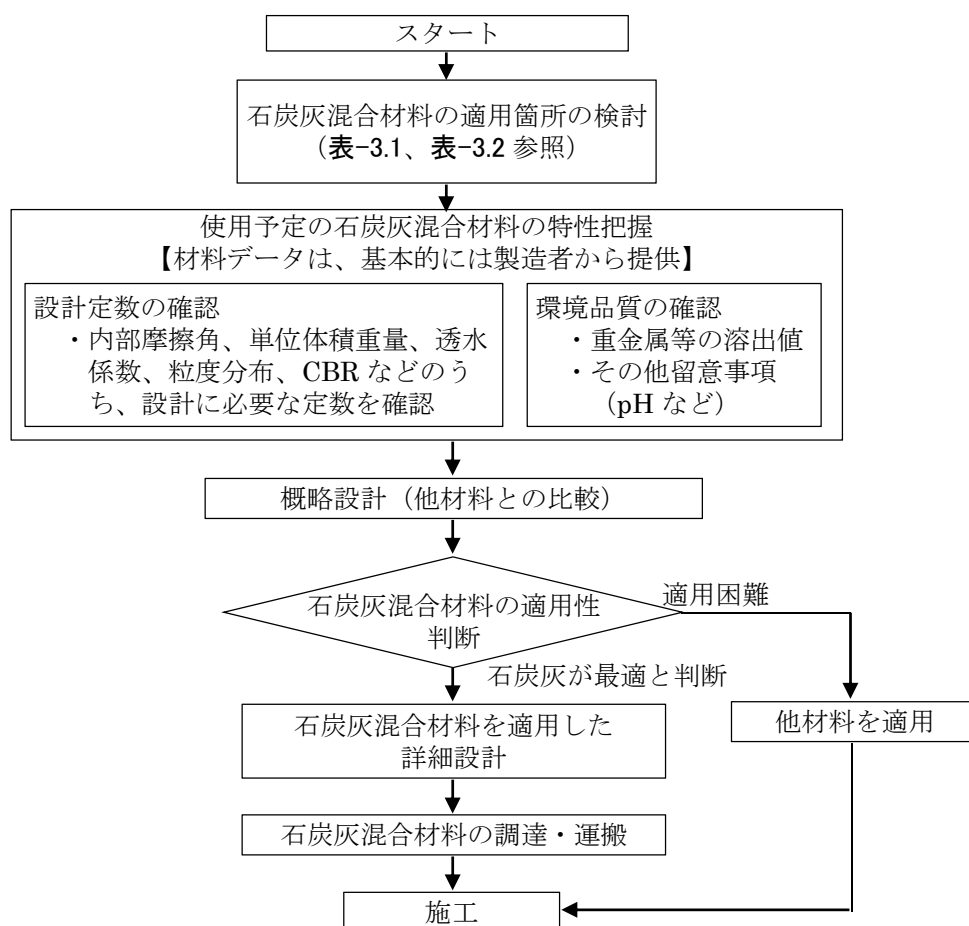 スタート
石炭灰混合材料の適用箇所の検討
（表-3.1、表-3.2 参照）
使用予定の石炭灰混合材料の特性把握
【材料データは、基本的には製造者から提供】
設計定数の確認
・内部摩擦角、単位体積重量、透水
係数、粒度分布、CBR などのう
ち、設計に必要な定数を確認
環境品質の確認
・重金属等の溶出値
・その他留意事項
（pH など）
概略設計（他材料との比較）
石炭灰混合材料の適用性
判断
適用困難
石炭灰が最適と判断
石炭灰混合材料を適用した
詳細設計
他材料を適用
石炭灰混合材料の調達・運搬
施工